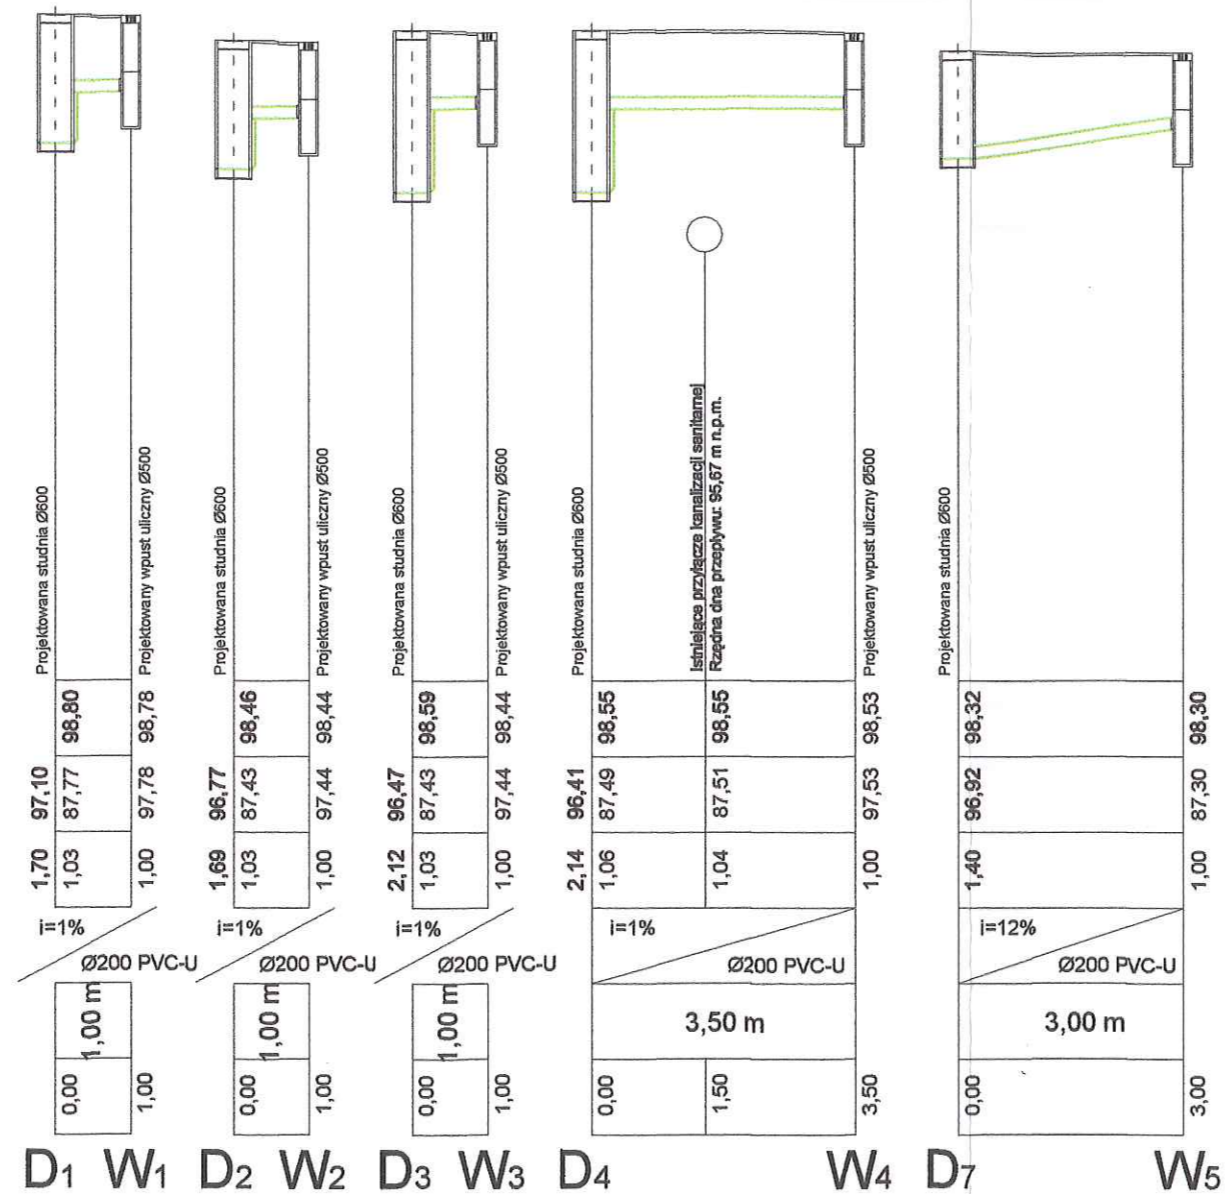 Projektowana studnia Ø600
Projektowany wpust uliczny Ø500
Projektowana studnia Ø600
Projektowany wpust uliczny Ø500
Projektowana studnia Ø600
Projektowany wpust uliczny Ø500
Projektowana studnia Ø600
Istniejące przyłącze kanalizacji sanitarnej
Rzędna dna przepływu: 95,67 m n.p.m.
Projektowany wpust uliczny Ø500
Projektowana studnia Ø600
98,80 98,78 98,46 98,44 98,59 98,44 98,55 98,55 98,53 98,32 98,30
97,10 87,77 97,78 96,77 87,43 97,44 96,47 87,43 97,44 96,41 87,49 87,51 97,53 96,92 87,30
1,70 1,03 1,00 1,69 1,03 1,00 2,12 1,03 1,00 2,14 1,06 1,04 1,00 1,40 1,00
i=1% i=1% i=1% i=1% i=12%
Ø200 PVC-U Ø200 PVC-U Ø200 PVC-U Ø200 PVC-U Ø200 PVC-U
1,00 m 1,00 m 1,00 m 3,50 m 3,00 m
0,00 1,00 0,00 1,00 0,00 1,00 0,00 1,50 3,50 0,00 3,00
D1 W1 D2 W2 D3 W3 D4 W4 D7 W5